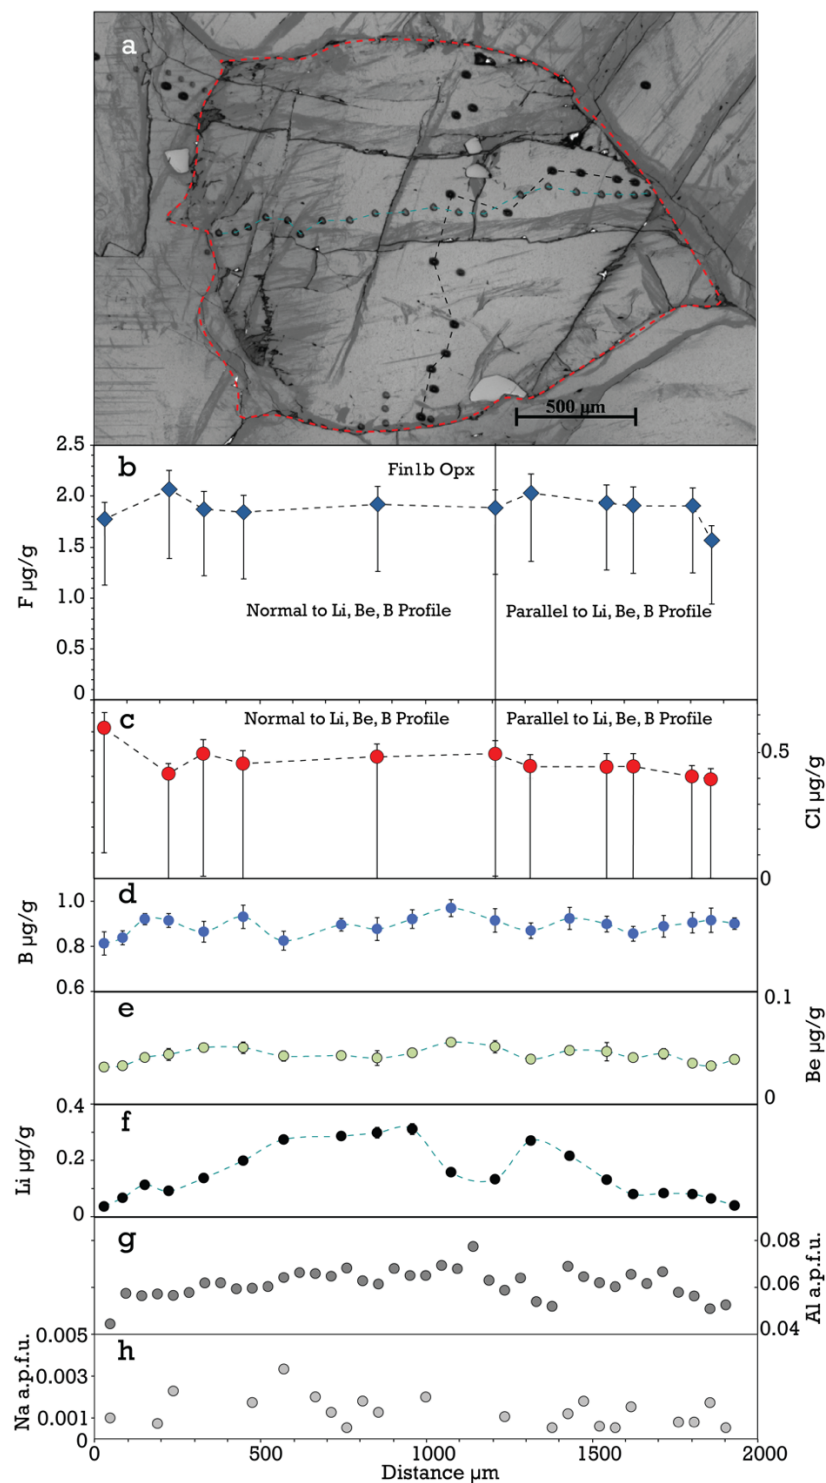 a
500 µm
2.5
b
Fin1b Opx
2.0
1.5
F µg/g
1.0
Normal to Li, Be, B Profile
Parallel to Li, Be, B Profile
0.5
0
c
Normal to Li, Be, B Profile
Parallel to Li, Be, B Profile
0.5
Cl µg/g
0
d
1.0
B µg/g
0.8
0.6
e
0.1
Be µg/g
0
0.4
f
Li µg/g
0.2
0
g
0.08
0.06
Al a.p.f.u.
0.04
0.005
h
Na a.p.f.u.
0.003
0.001
0
0
500
1000
1500
2000
Distance µm